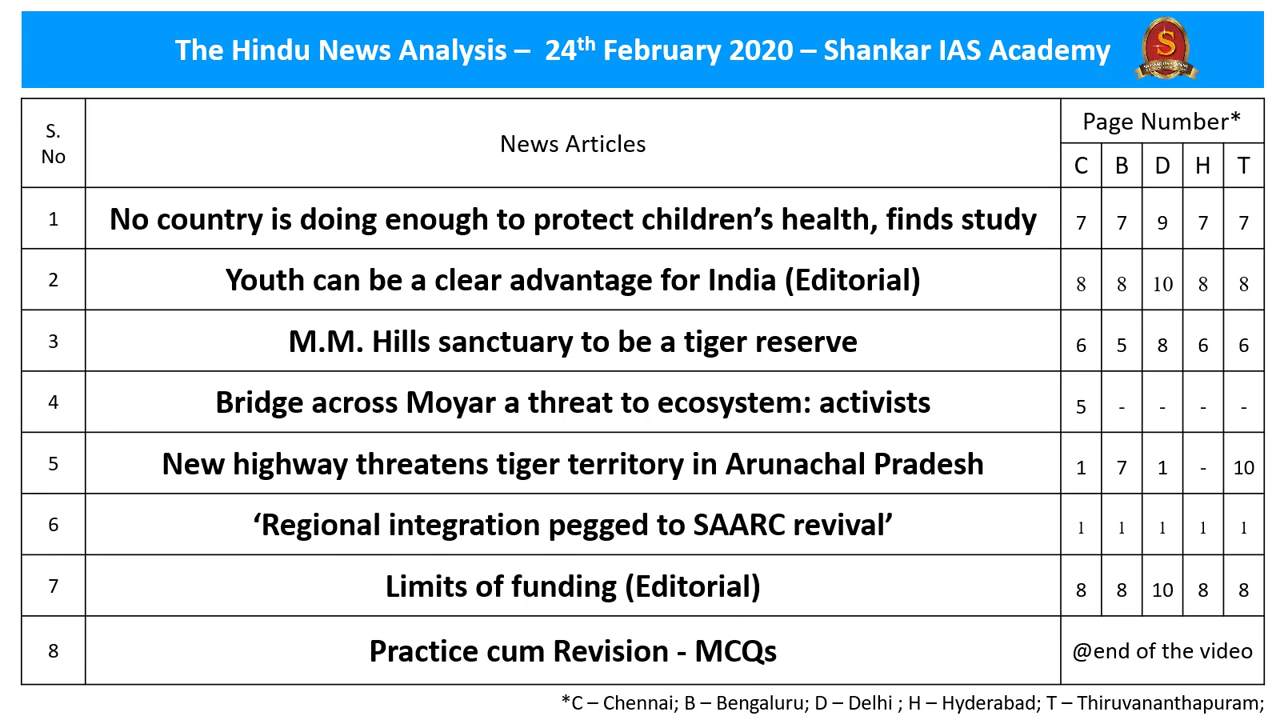 The Hindu News Analysis – 24th February 2020 – Shankar IAS Academy
S
S. No
News Articles
Page Number*
C B D H T
1 No country is doing enough to protect children's health, finds study 7 7 9 7 7
2 Youth can be a clear advantage for India (Editorial) 8 8 10 8 8
3 M.M. Hills sanctuary to be a tiger reserve 6 5 8 6 6
4 Bridge across Moyar a threat to ecosystem: activists 5 - - - -
5 New highway threatens tiger territory in Arunachal Pradesh 1 7 1 - 10
6 ‘Regional integration pegged to SAARC revival’ 1 1 1 1 1
7 Limits of funding (Editorial) 8 8 10 8 8
8 Practice cum Revision - MCQs @end of the video
*C – Chennai; B – Bengaluru; D – Delhi ; H – Hyderabad; T – Thiruvananthapuram;